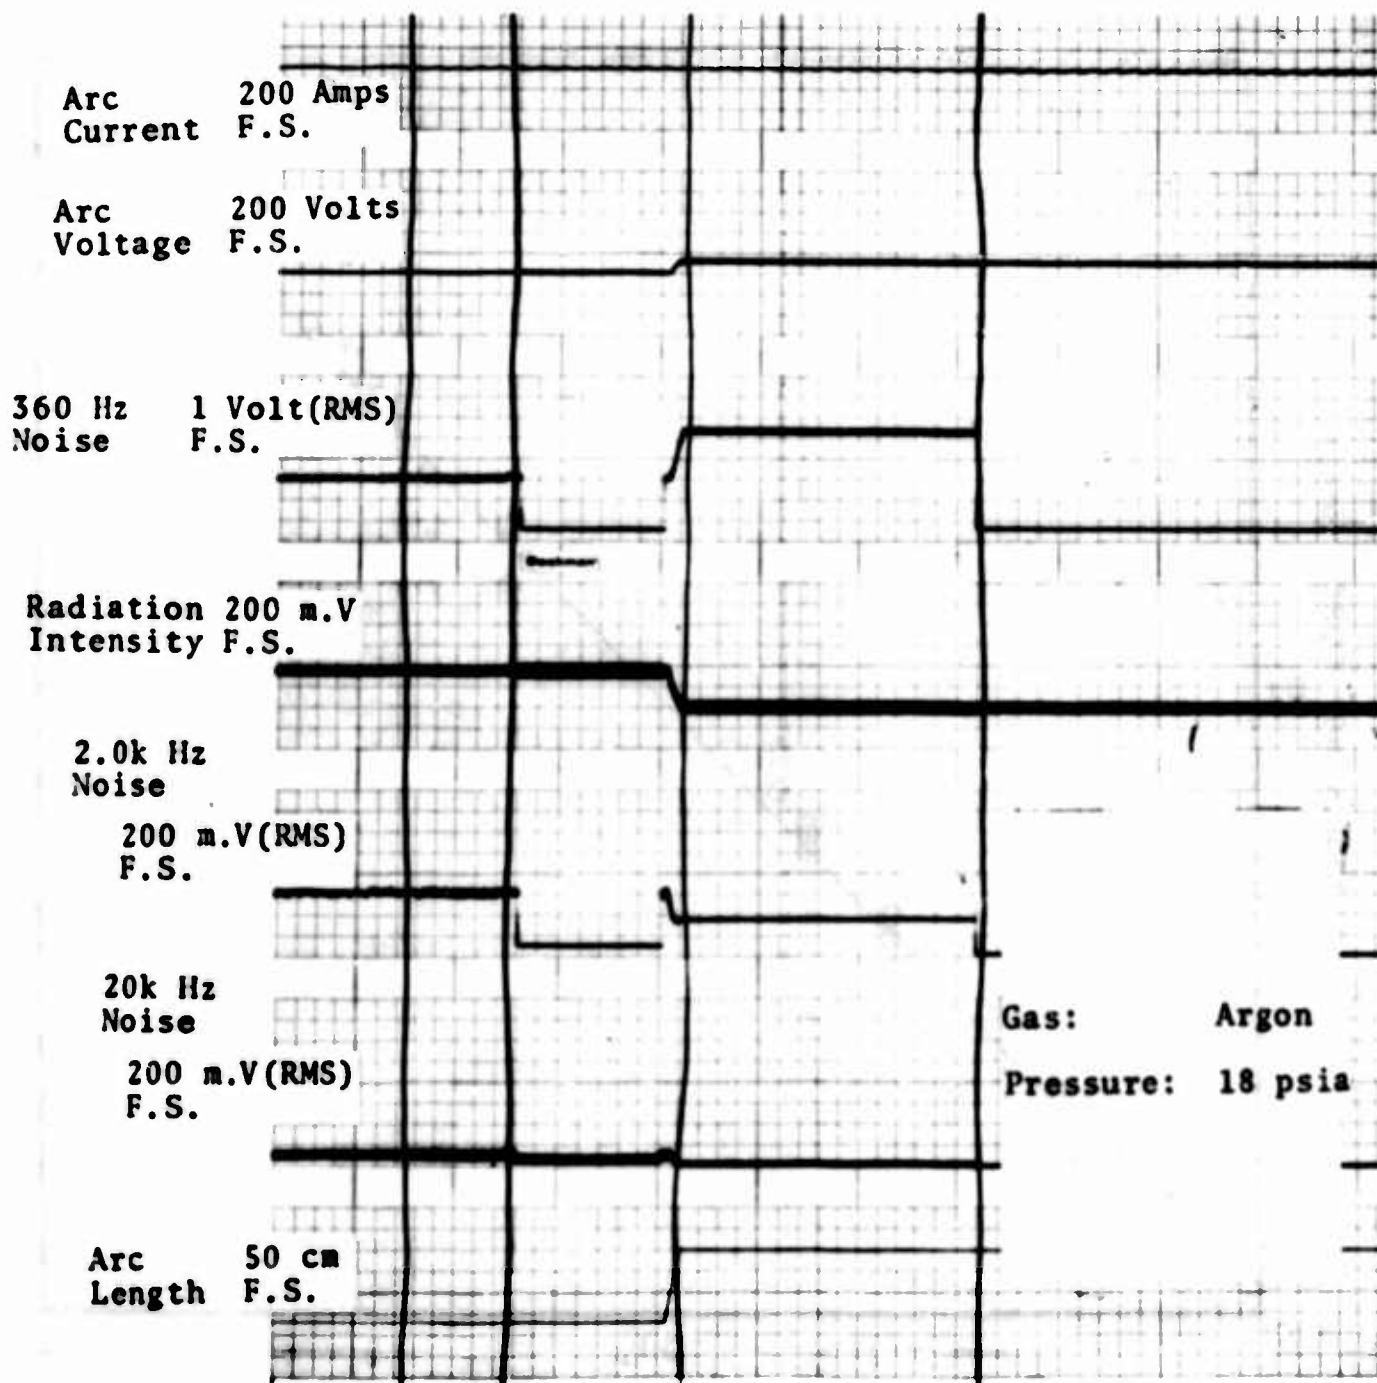 Arc 200 Amps
Current F.S.
Arc 200 Volts
Voltage F.S.
360 Hz 1 Volt(RMS)
Noise F.S.
Radiation 200 m.V
Intensity F.S.
2.0k Hz
Noise
200 m.V(RMS)
F.S.
20k Hz
Noise
200 m.V(RMS)
F.S.
Gas: Argon
Pressure: 18 psia
Arc 50 cm
Length F.S.